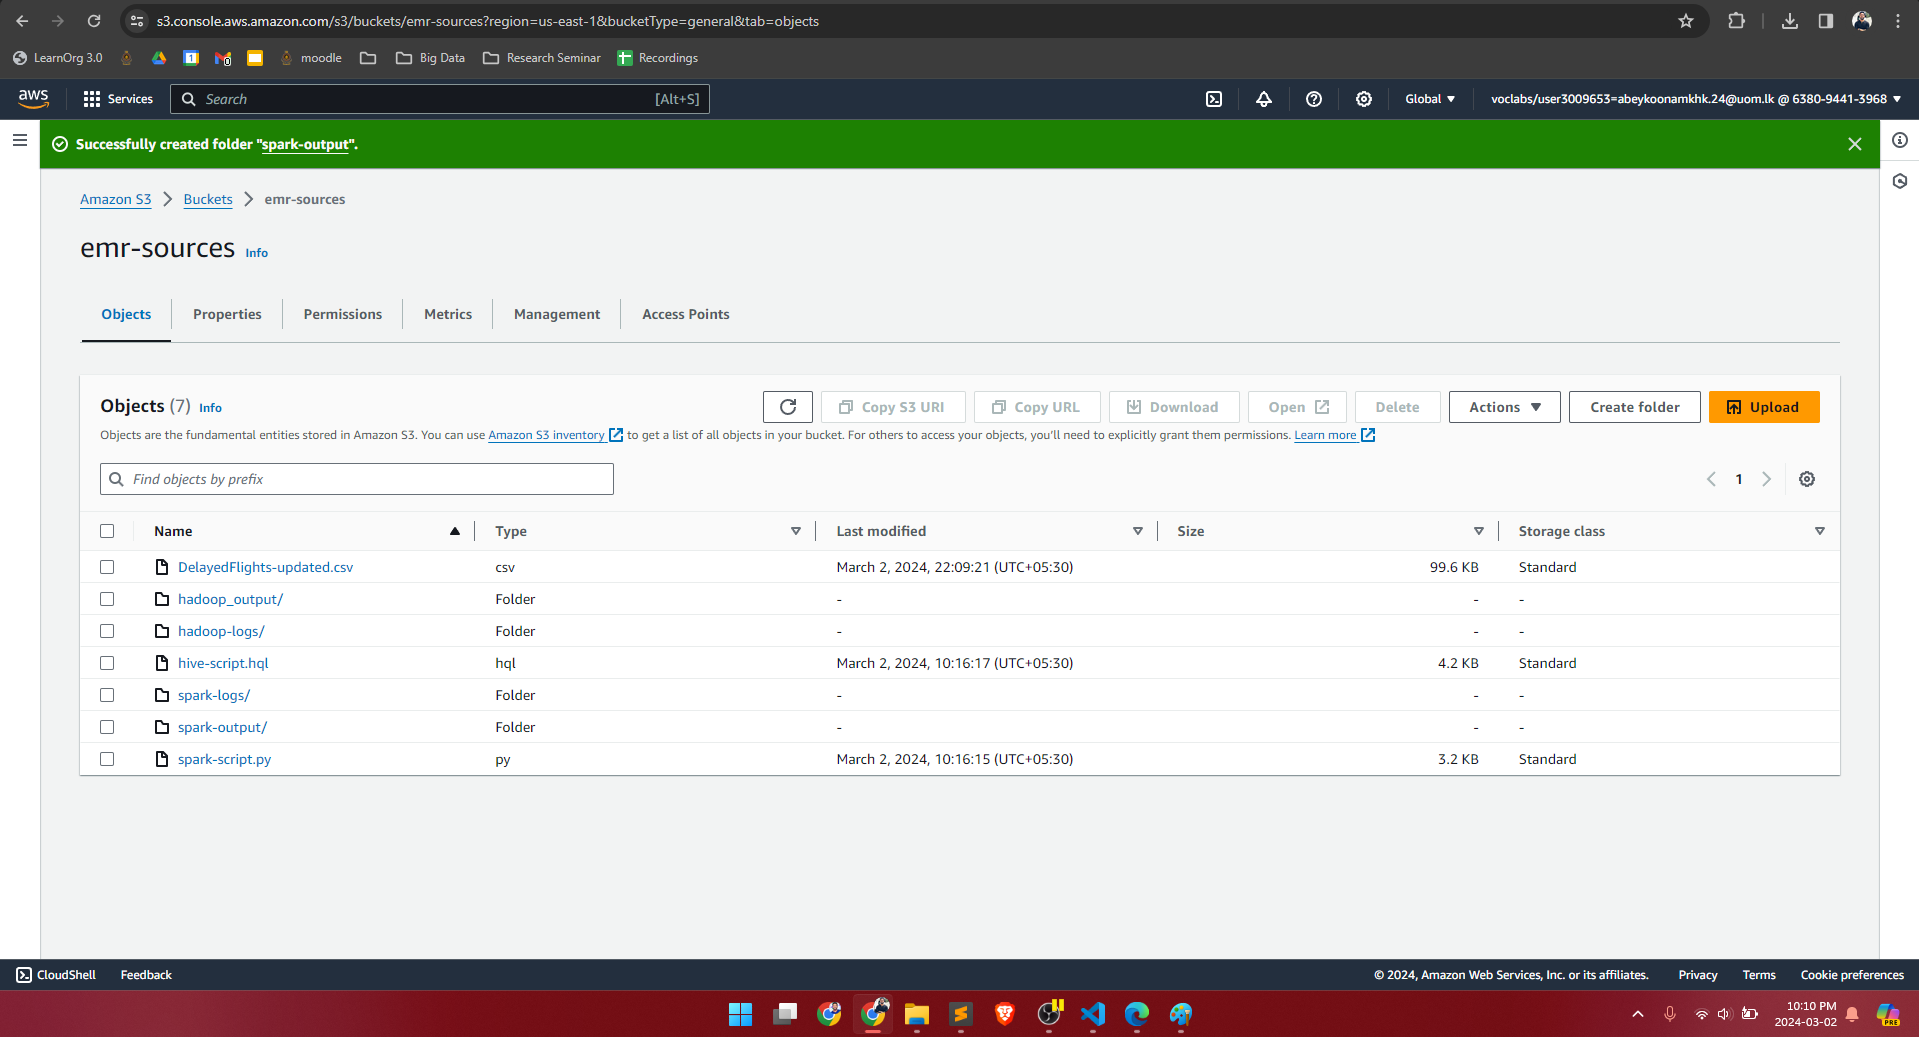 s3.console.aws.amazon.com/s3/buckets/emr-sources?region=us-east-1&bucketType=general&tab=objects
LearnOrg 3.0 moodle Big Data Research Seminar Recordings
aws Services Search [Alt+S] Global voclabs/user3009653=abeykoonamkhk.24@uom.lk @ 6380-9441-3968
Successfully created folder "spark-output".
Amazon S3 Buckets emr-sources
emr-sources Info
Objects Properties Permissions Metrics Management Access Points
Objects (7) Info Copy S3 URI Copy URL Download Open Delete Actions Create folder Upload
Objects are the fundamental entities stored in Amazon S3. You can use Amazon S3 inventory to get a list of all objects in your bucket. For others to access your objects, you'll need to explicitly grant them permissions. Learn more
Find objects by prefix 1
Name Type Last modified Size Storage class
DelayedFlights-updated.csv csv March 2, 2024, 22:09:21 (UTC+05:30) 99.6 KB Standard
hadoop_output/ Folder - - -
hadoop-logs/ Folder - - -
hive-script.hql hql March 2, 2024, 10:16:17 (UTC+05:30) 4.2 KB Standard
spark-logs/ Folder - - -
spark-output/ Folder - - -
spark-script.py py March 2, 2024, 10:16:15 (UTC+05:30) 3.2 KB Standard
CloudShell Feedback © 2024, Amazon Web Services, Inc. or its affiliates. Privacy Terms Cookie preferences
10:10 PM
2024-03-02
PRE